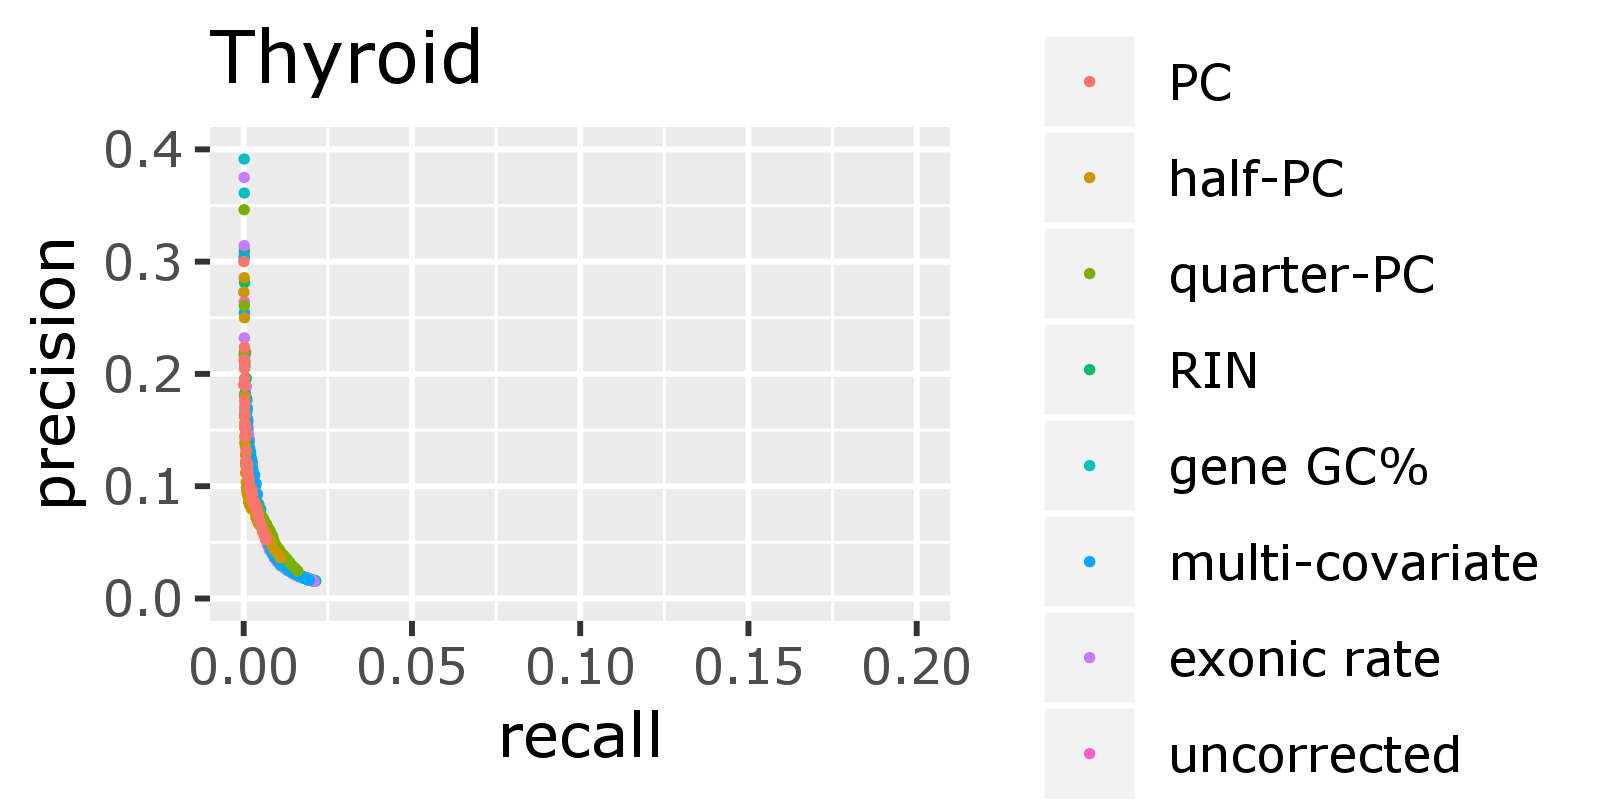 Thyroid
precision
0.4
0.3
0.2
0.1
0.0
0.00 0.05 0.10 0.15 0.20
recall
PC
half-PC
quarter-PC
RIN
gene GC%
multi-covariate
exonic rate
uncorrected